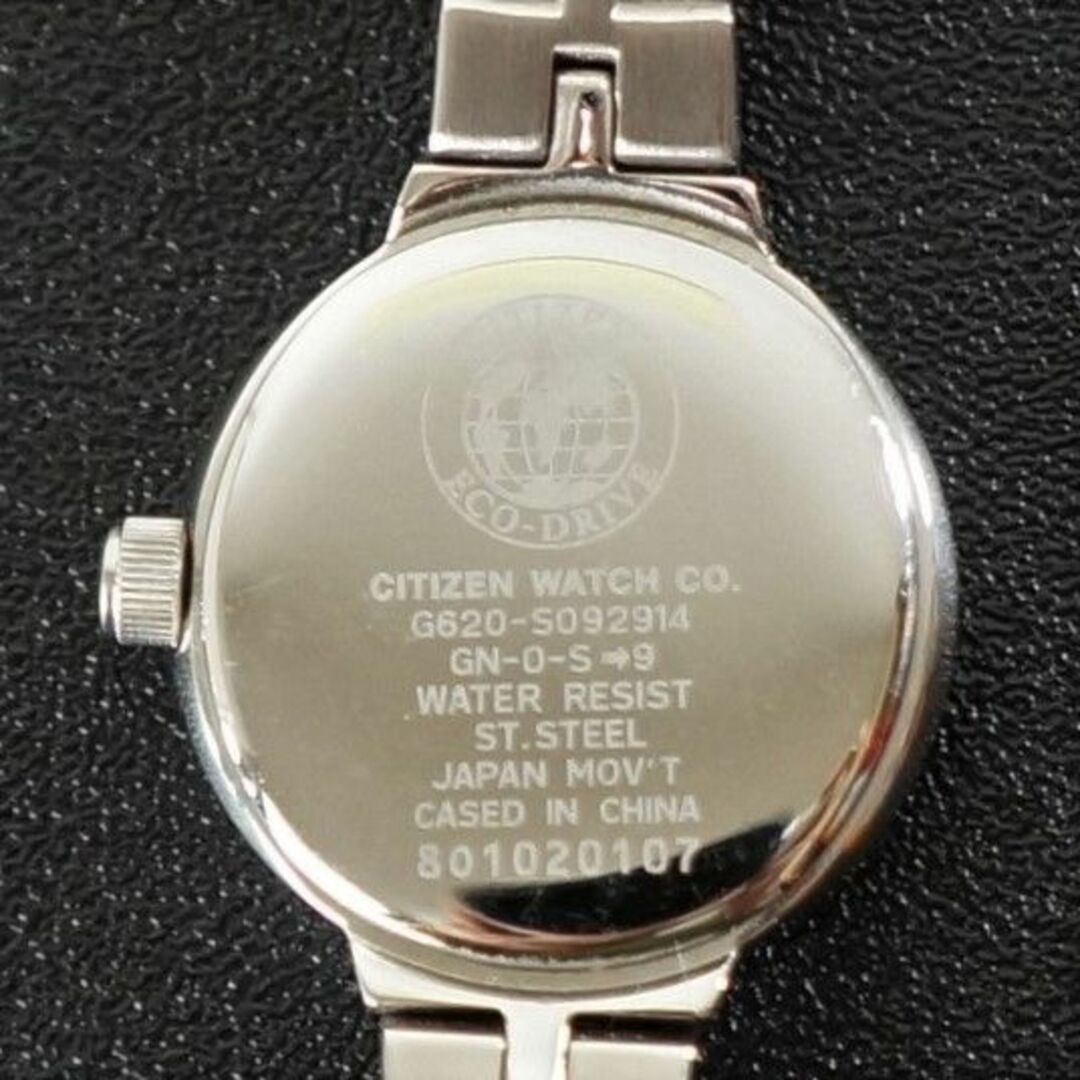 ECO-DRIVE
CITIZEN WATCH CO.
G620-S092914
GN-0-S➔9
WATER RESIST
ST.STEEL
JAPAN MOV'T
CASED IN CHINA
801020107